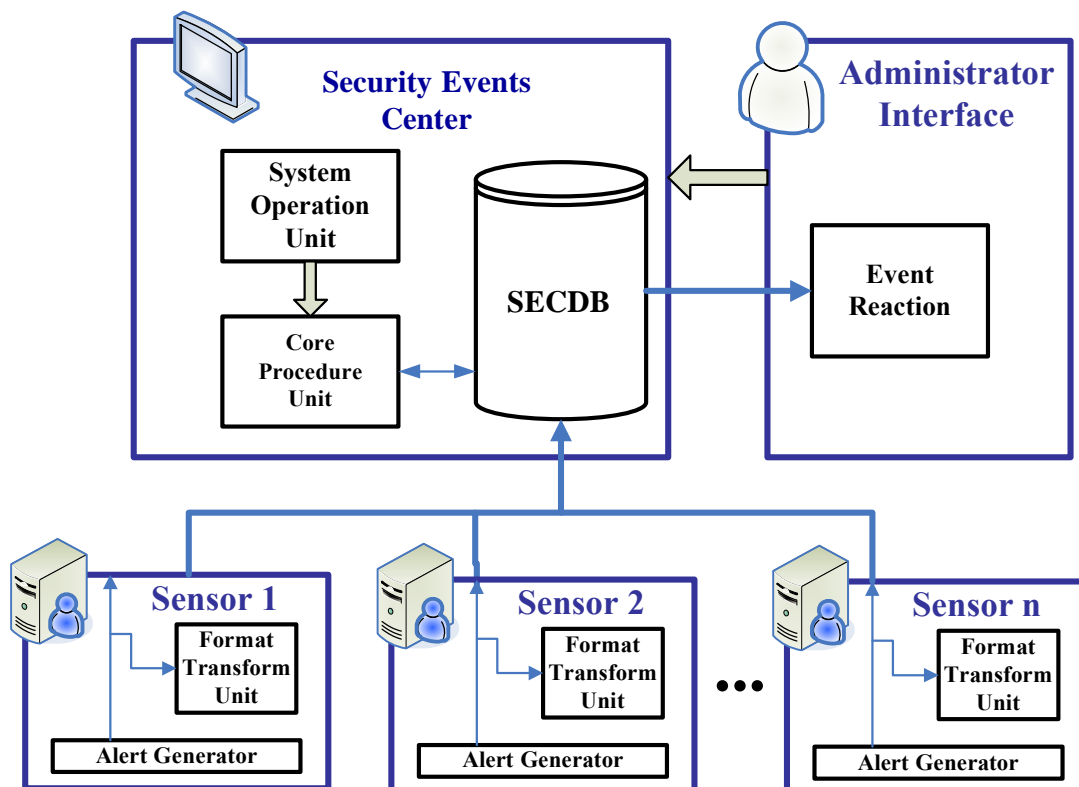 Security Events
Center
Administrator
Interface
System
Operation
Unit
SECDB
Event
Reaction
Core
Procedure
Unit
Sensor 1
Format
Transform
Unit
Alert Generator
Sensor 2
Format
Transform
Unit
Alert Generator
Sensor n
Format
Transform
Unit
Alert Generator